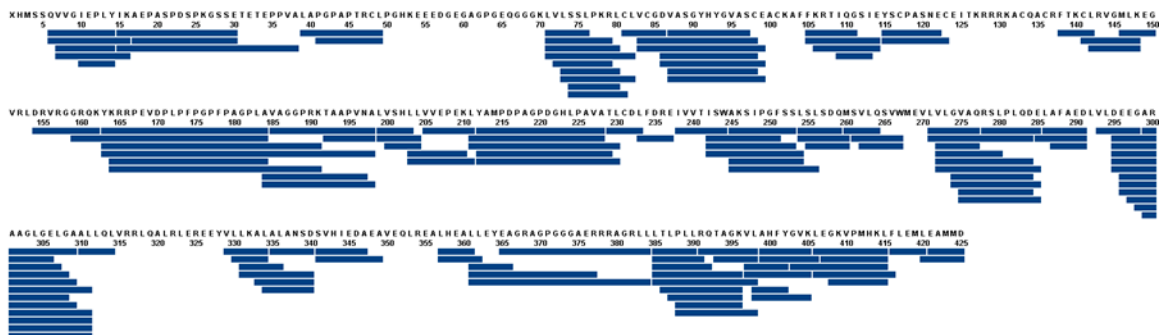 XHMSSQVVGIEPLYIKAEPASPDSPKGSSETETEPPVALAPGPAPTRCLPGHKEEEDGEGAGPGEQGGGKLVLSSLPKRLCLVCGDVASGYHYGVASCEACKAFFKRTIQGSIEYSCPASNECEITKRRRKACQACRFTKCLRVGMLKEG
5 10 15 20 25 30 35 40 45 50 55 60 65 70 75 80 85 90 95 100 105 110 115 120 125 130 135 140 145 150
VRLDRVRGGRQKYKRRPEVDPLPFPGPFPAGPLAVAGGPRKTAAPVNALVSHLLVVEPEKLYAMPDPAGPDGHLPAVATLCDLFDREIVVTISWAKSIPGFSSLSLSDQMSVLQSVWMEVLVLGVAQRSLPLQDELAFAEDLVLDEEGAR
155 160 165 170 175 180 185 190 195 200 205 210 215 220 225 230 235 240 245 250 255 260 265 270 275 280 285 290 295 300
AAGLGELGAALLQLVRRLQALRLEREEYVLLKALALANSDSVHIEDAEAVEQLREALHEALLEYEAGRAGPGGGAERRRAGRLLLTLPLLRQTAGKVLAHFYGVKLEGKVPMHKLFLEMLEAMMD
305 310 315 320 325 330 335 340 345 350 355 360 365 370 375 380 385 390 395 400 405 410 415 420 425